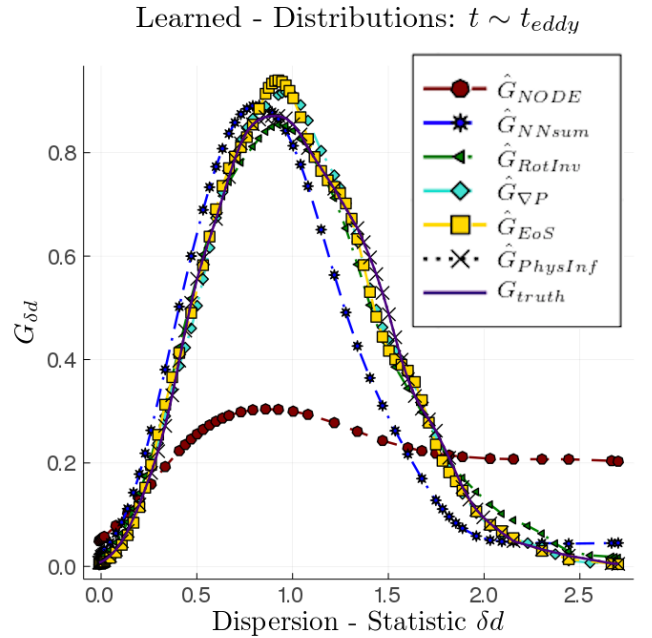 Learned - Distributions: t ∼ t_eddy
Ĝ_NODE
Ĝ_NNsum
Ĝ_RotInv
Ĝ_∇P
Ĝ_EoS
Ĝ_PhysInf
G_truth
G_δd
0.8
0.6
0.4
0.2
0.0
0.0 0.5 1.0 1.5 2.0 2.5
Dispersion - Statistic δd